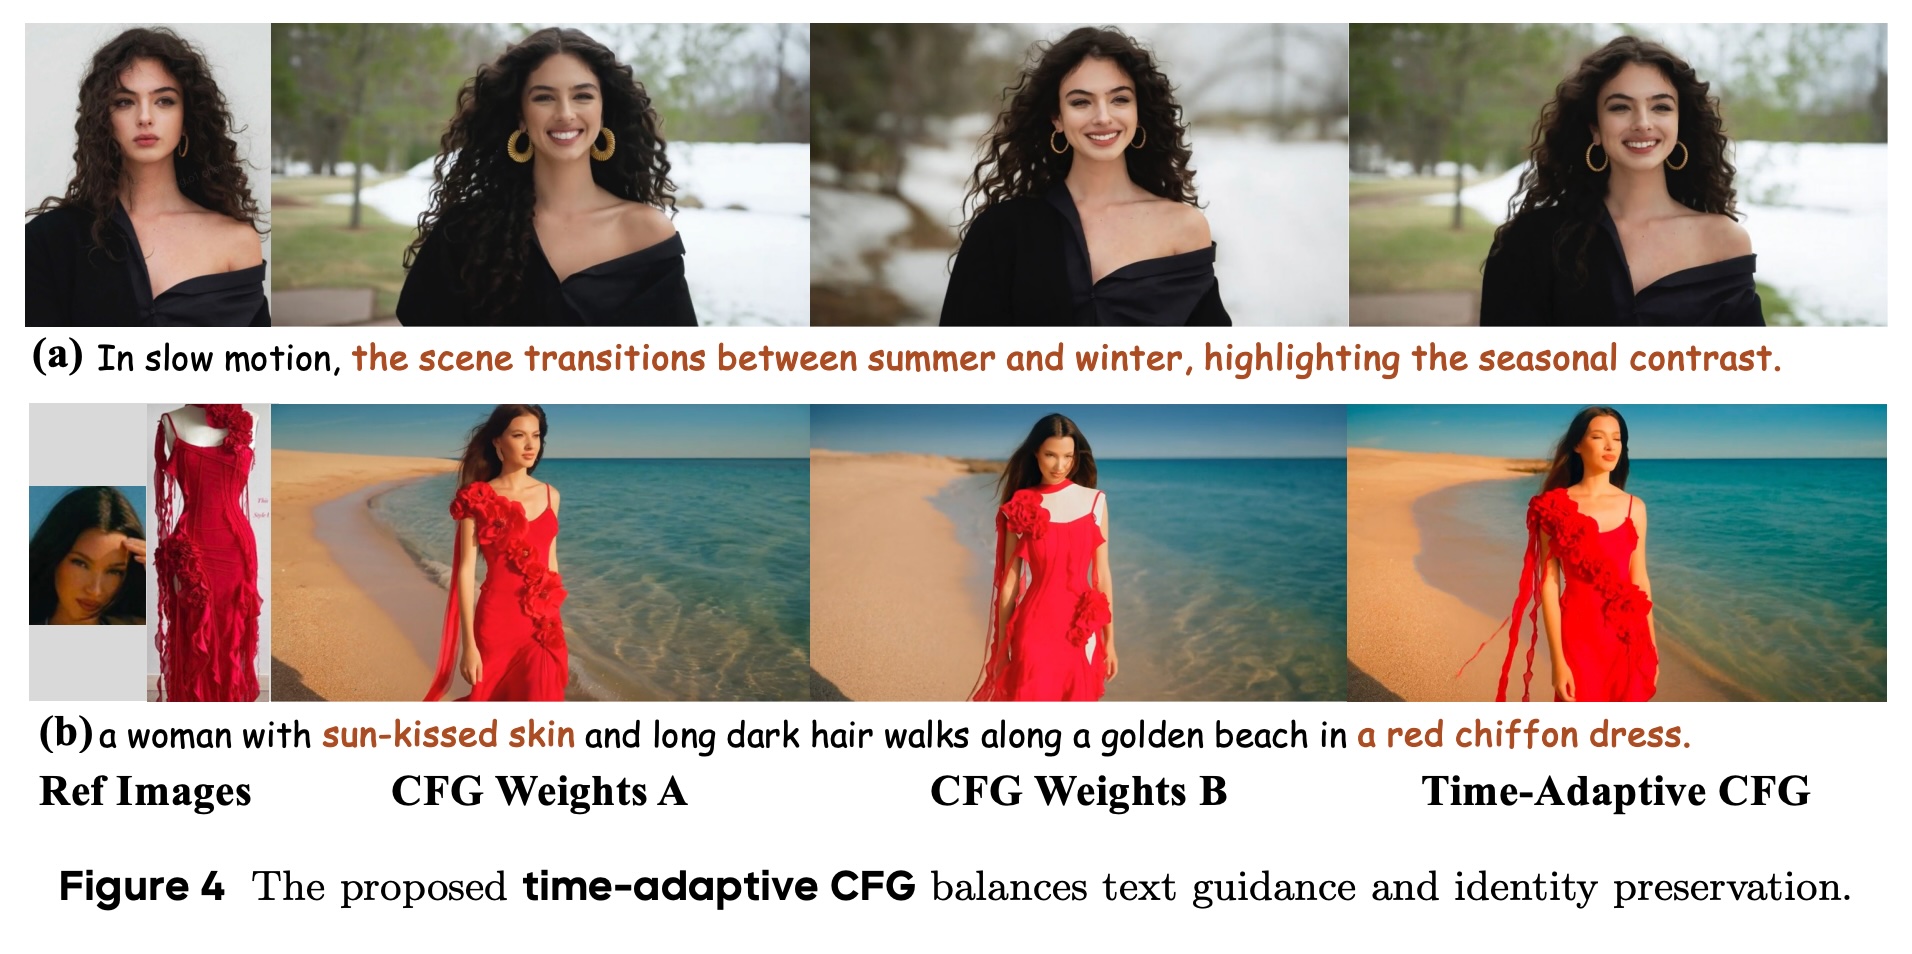 (a) In slow motion, the scene transitions between summer and winter, highlighting the seasonal contrast.
(b) a woman with sun-kissed skin and long dark hair walks along a golden beach in a red chiffon dress.
Ref Images CFG Weights A CFG Weights B Time-Adaptive CFG
Figure 4 The proposed time-adaptive CFG balances text guidance and identity preservation.